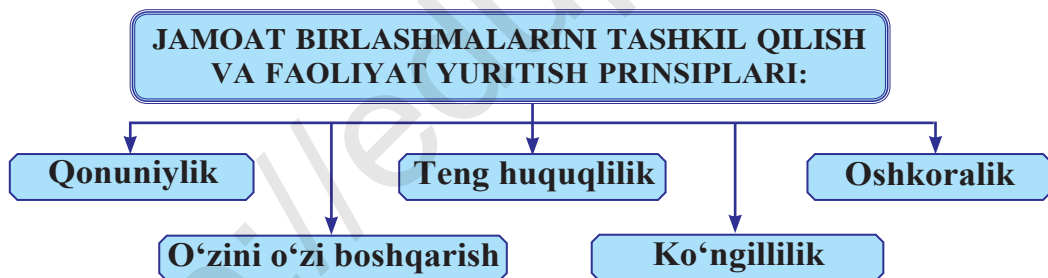 JAMOAT BIRLASHMALARINI TASHKIL QILISH
VA FAOLIYAT YURITISH PRINSIPLARI:
Qonuniylik
Teng huquqlilik
Oshkoralik
O‘zini o‘zi boshqarish
Ko‘ngillilik